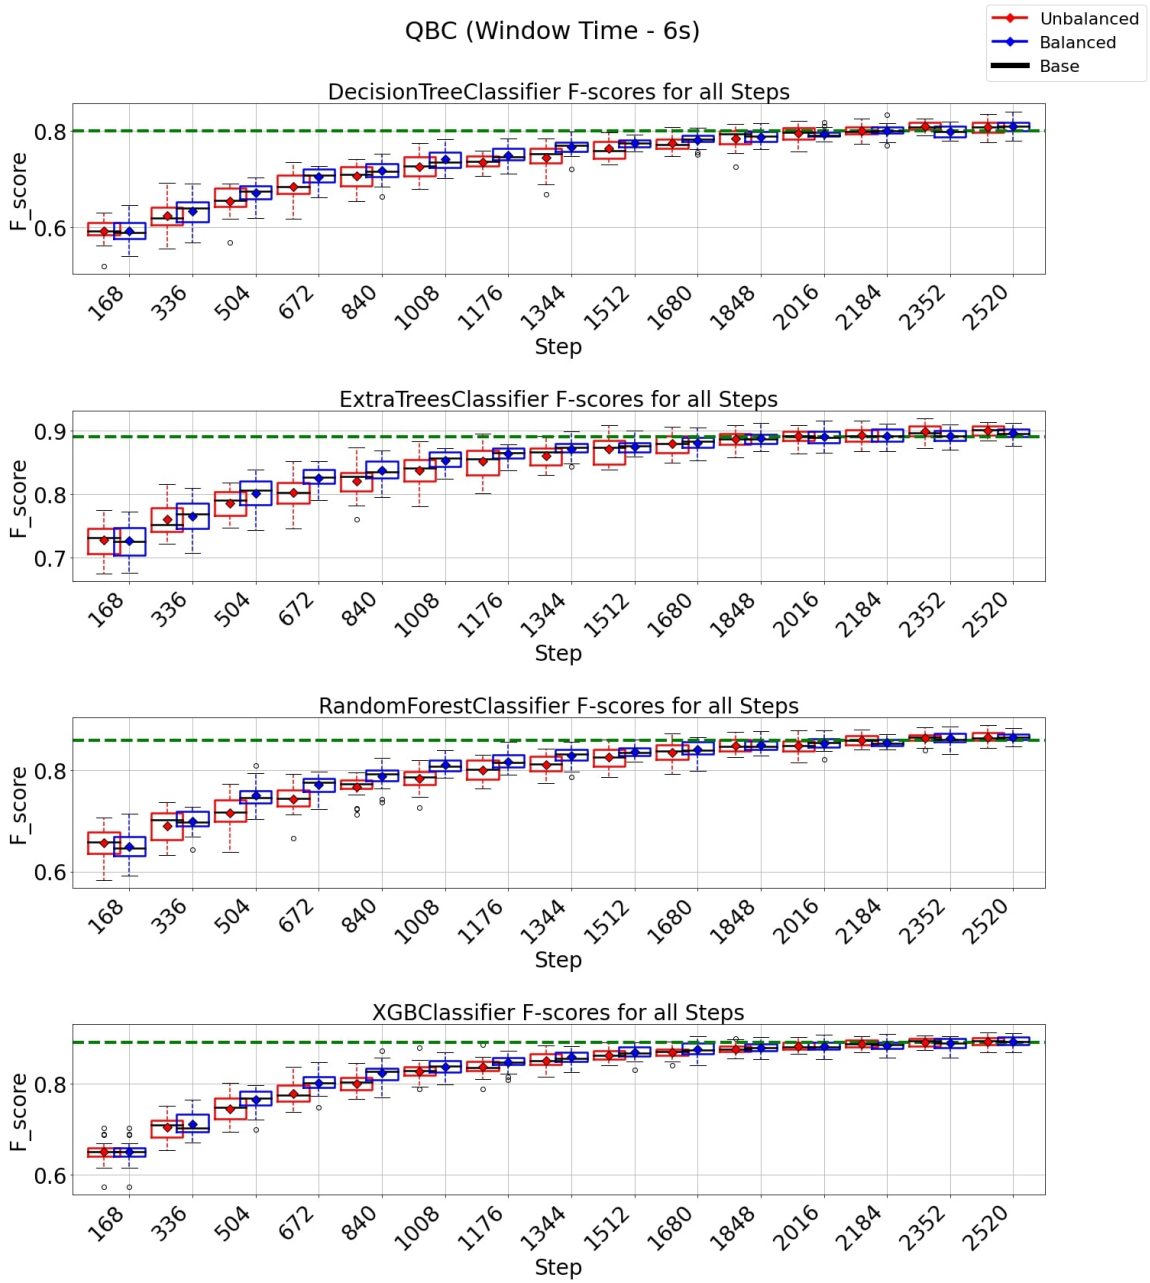 QBC (Window Time - 6s)
Unbalanced
Balanced
Base
DecisionTreeClassifier F-scores for all Steps
0.8
0.6
F_score
168 336 504 672 840 1008 1176 1344 1512 1680 1848 2016 2184 2352 2520
Step
ExtraTreesClassifier F-scores for all Steps
0.9
0.8
0.7
F_score
168 336 504 672 840 1008 1176 1344 1512 1680 1848 2016 2184 2352 2520
Step
RandomForestClassifier F-scores for all Steps
0.8
0.6
F_score
168 336 504 672 840 1008 1176 1344 1512 1680 1848 2016 2184 2352 2520
Step
XGBClassifier F-scores for all Steps
0.8
0.6
F_score
168 336 504 672 840 1008 1176 1344 1512 1680 1848 2016 2184 2352 2520
Step